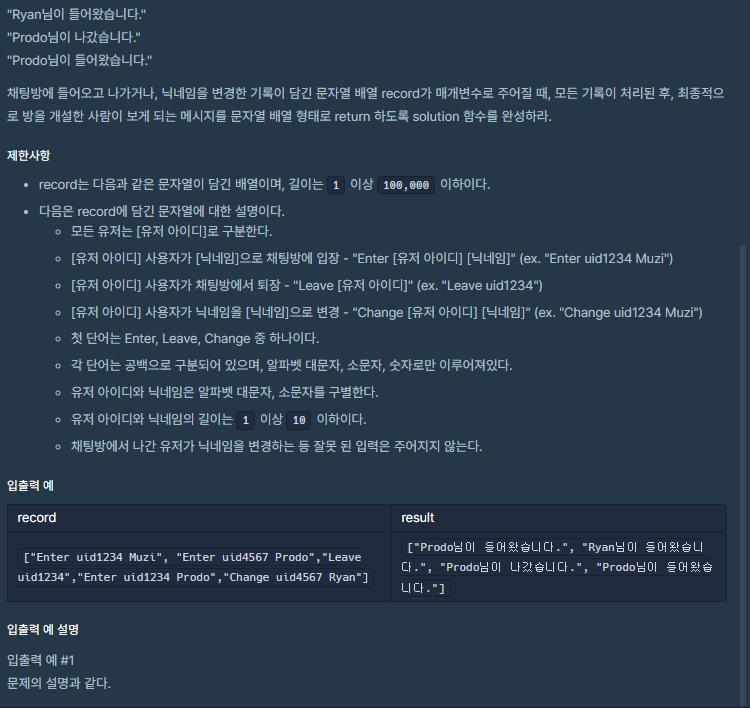 "Ryan님이 들어왔습니다."
"Prodo님이 나갔습니다."
"Prodo님이 들어왔습니다."
채팅방에 들어오고 나가거나, 닉네임을 변경한 기록이 담긴 문자열 배열 record가 매개변수로 주어질 때, 모든 기록이 처리된 후, 최종적으
로 방을 개설한 사람이 보게 되는 메시지를 문자열 배열 형태로 return 하도록 solution 함수를 완성하라.
제한사항
• record는 다음과 같은 문자열이 담긴 배열이며, 길이는 1 이상 100,000 이하이다.
• 다음은 record에 담긴 문자열에 대한 설명이다.
◦ 모든 유저는 [유저 아이디]로 구분한다.
◦ [유저 아이디] 사용자가 [닉네임]으로 채팅방에 입장 - "Enter [유저 아이디] [닉네임]" (ex. "Enter uid1234 Muzi")
◦ [유저 아이디] 사용자가 채팅방에서 퇴장 - "Leave [유저 아이디]" (ex. "Leave uid1234")
◦ [유저 아이디] 사용자가 닉네임을 [닉네임]으로 변경 - "Change [유저 아이디] [닉네임]" (ex. "Change uid1234 Muzi")
◦ 첫 단어는 Enter, Leave, Change 중 하나이다.
◦ 각 단어는 공백으로 구분되어 있으며, 알파벳 대문자, 소문자, 숫자로만 이루어져있다.
◦ 유저 아이디와 닉네임은 알파벳 대문자, 소문자를 구별한다.
◦ 유저 아이디와 닉네임의 길이는 1 이상 10 이하이다.
◦ 채팅방에서 나간 유저가 닉네임을 변경하는 등 잘못 된 입력은 주어지지 않는다.
입출력 예
record
result
["Enter uid1234 Muzi", "Enter uid4567 Prodo","Leave
uid1234","Enter uid1234 Prodo","Change uid4567 Ryan"]
["Prodo님이 들어왔습니다.", "Ryan님이 들어왔습니
다.", "Prodo님이 나갔습니다.", "Prodo님이 들어왔습
니다."]
입출력 예 설명
입출력 예 #1
문제의 설명과 같다.